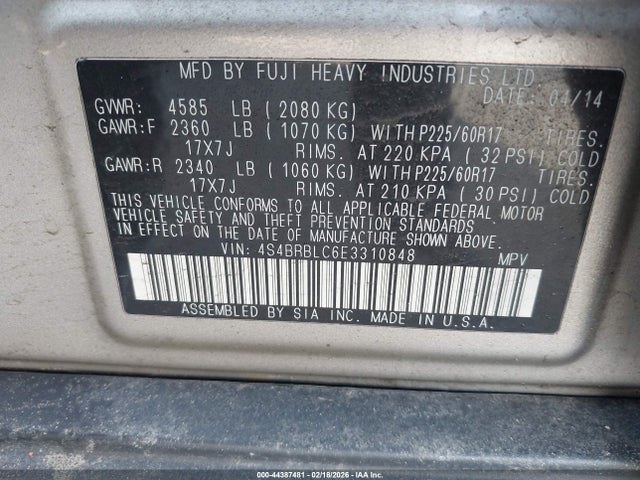 MFD BY FUJI HEAVY INDUSTRIES LTD
DATE: 04/14
GVWR: 4585 LB (2080 KG)
GAWR:F 2360 LB (1070 KG) WITH P225/60R17 TIRES.
17X7J RIMS. AT 220 KPA (32 PSI) COLD
GAWR:R 2340 LB (1060 KG) WITH P225/60R17 TIRES.
17X7J RIMS. AT 210 KPA (30 PSI) COLD
THIS VEHICLE CONFORMS TO ALL APPLICABLE FEDERAL MOTOR
VEHICLE SAFETY AND THEFT PREVENTION STANDARDS
IN EFFECT ON THE DATE OF MANUFACTURE SHOWN ABOVE.
VIN: 4S4BRBLC6E3310848 MPV
ASSEMBLED BY SIA INC. MADE IN U.S.A.
000-44387481 - 02/18/2026 - IAAI.COM